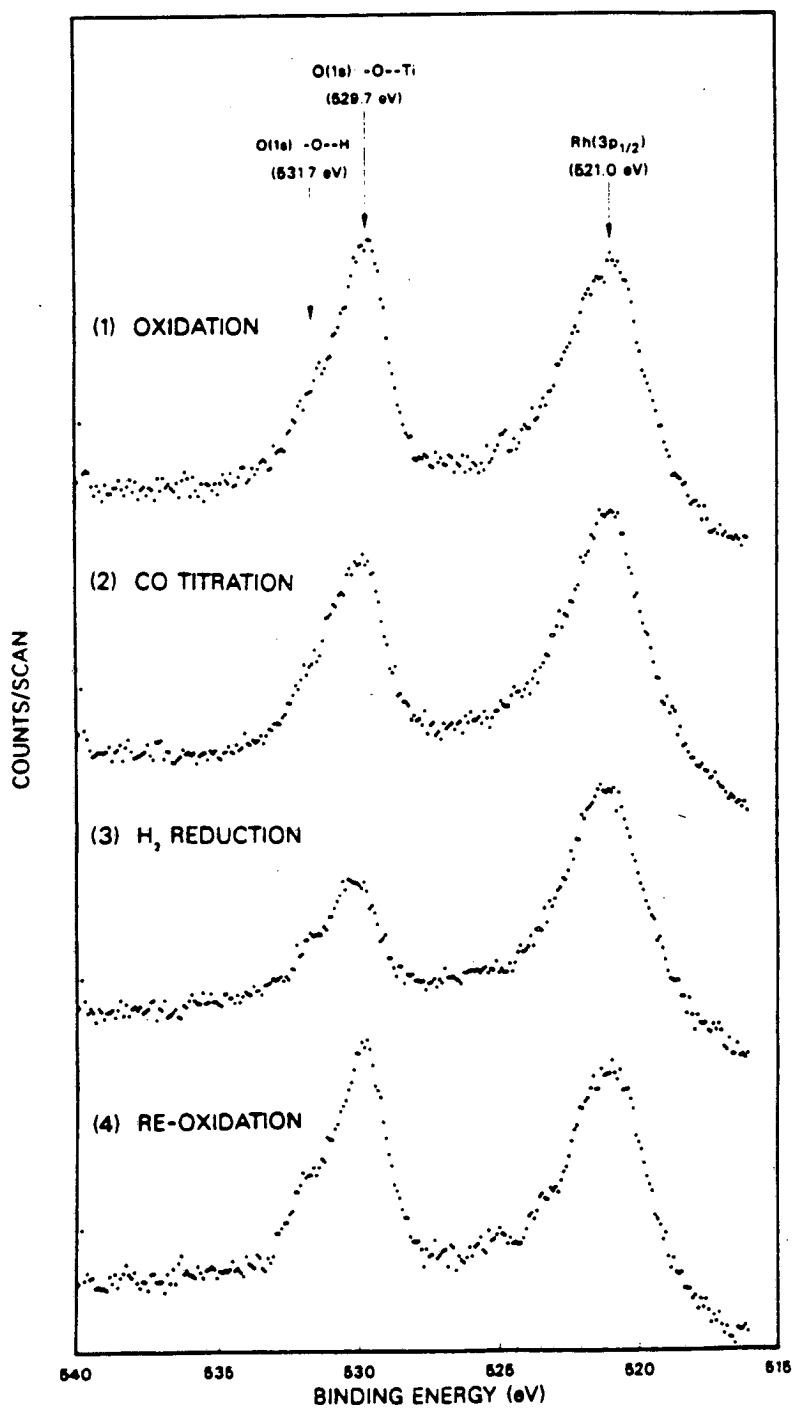 O(1s) -O--Ti
(529.7 eV)
O(1s) -O--H
(531.7 eV)
Rh(3p1/2)
(521.0 eV)
(1) OXIDATION
(2) CO TITRATION
(3) H2 REDUCTION
(4) RE-OXIDATION
COUNTS/SCAN
540 535 530 525 520 515
BINDING ENERGY (eV)